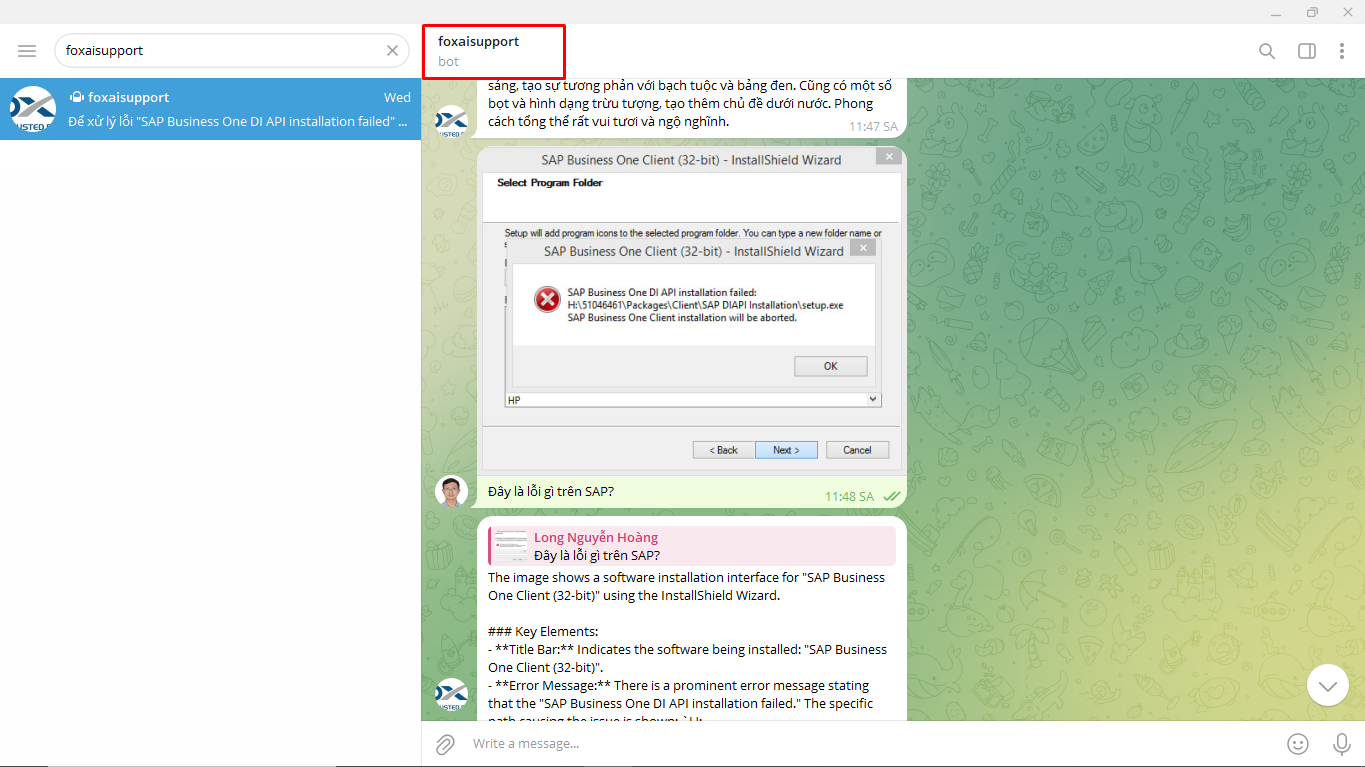 foxaisupport
foxaisupport
bot
foxaisupport
Wed
Để xử lý lỗi "SAP Business One DI API installation failed" ...
sáng, tạo sự tương phản với bạch tuộc và bảng đen. Cũng có một số
bọt và hình dạng trừu tượng, tạo thêm chủ đề dưới nước. Phong
cách tổng thể rất vui tươi và ngộ nghĩnh.
11:47 SA
SAP Business One Client (32-bit) - InstallShield Wizard
Select Program Folder
Setup will add program icons to the selected program folder. You can type a new folder name or
SAP Business One Client (32-bit) - InstallShield Wizard
SAP Business One DI API installation failed:
H:\51046461\Packages\Client\SAP DIAPI Installation\setup.exe
SAP Business One Client installation will be aborted.
OK
HP
< Back
Next >
Cancel
Đây là lỗi gì trên SAP?
11:48 SA
Long Nguyễn Hoàng
Đây là lỗi gì trên SAP?
The image shows a software installation interface for "SAP Business
One Client (32-bit)" using the InstallShield Wizard.
### Key Elements:
- **Title Bar:** Indicates the software being installed: "SAP Business
One Client (32-bit)".
- **Error Message:** There is a prominent error message stating
that the "SAP Business One DI API installation failed." The specific
path causing the issue is shown: `H:
Write a message...